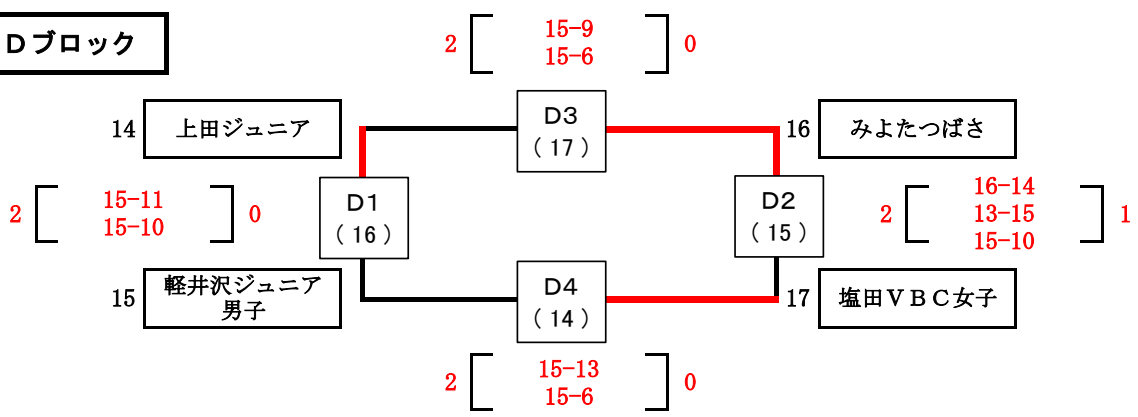 Dブロック
2
15-9
15-6
0
14
上田ジュニア
D3
(17)
16
みよたつばさ
2
15-11
15-10
0
D1
(16)
D2
(15)
2
16-14
13-15
15-10
1
15
軽井沢ジュニア
男子
D4
(14)
17
塩田VBC女子
2
15-13
15-6
0